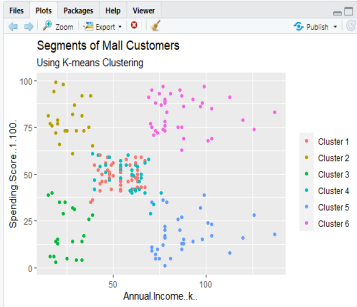 Files Plots Packages Help Viewer
Zoom Export Publish
Segments of Mall Customers
Using K-means Clustering
Spending.Score..1.100.
100
75
50
25
0
50 100
Annual.Income..k..
Cluster 1
Cluster 2
Cluster 3
Cluster 4
Cluster 5
Cluster 6